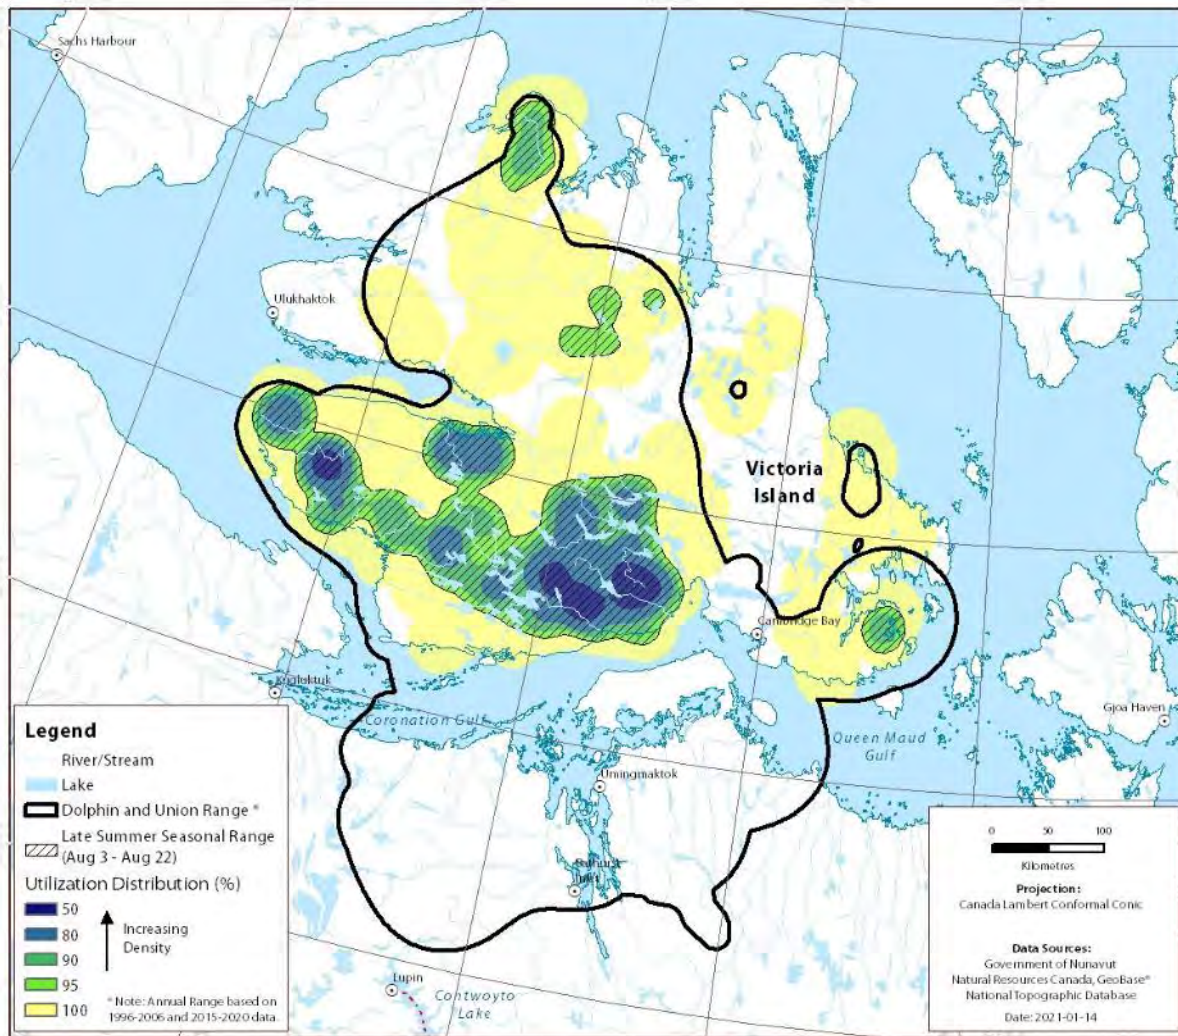 Sachs Harbour
Ulukhaktok
Victoria
Island
Cambridge Bay
Kugluktuk
Coronation Gulf
Queen Maud
Gulf
Gjoa Haven
Umingmaktok
Bathurst
Inlet
Lupin
Contwoyto
Lake
Legend
River/Stream
Lake
Dolphin and Union Range *
Late Summer Seasonal Range
(Aug 3 - Aug 22)
Utilization Distribution (%)
50
80
90
95
100
Increasing
Density
* Note: Annual Range based on
1996-2006 and 2015-2020 data.
0 50 100
Kilometres
Projection:
Canada Lambert Conformal Conic
Data Sources:
Government of Nunavut
Natural Resources Canada, GeoBase®
National Topographic Database
Date: 2021-01-14